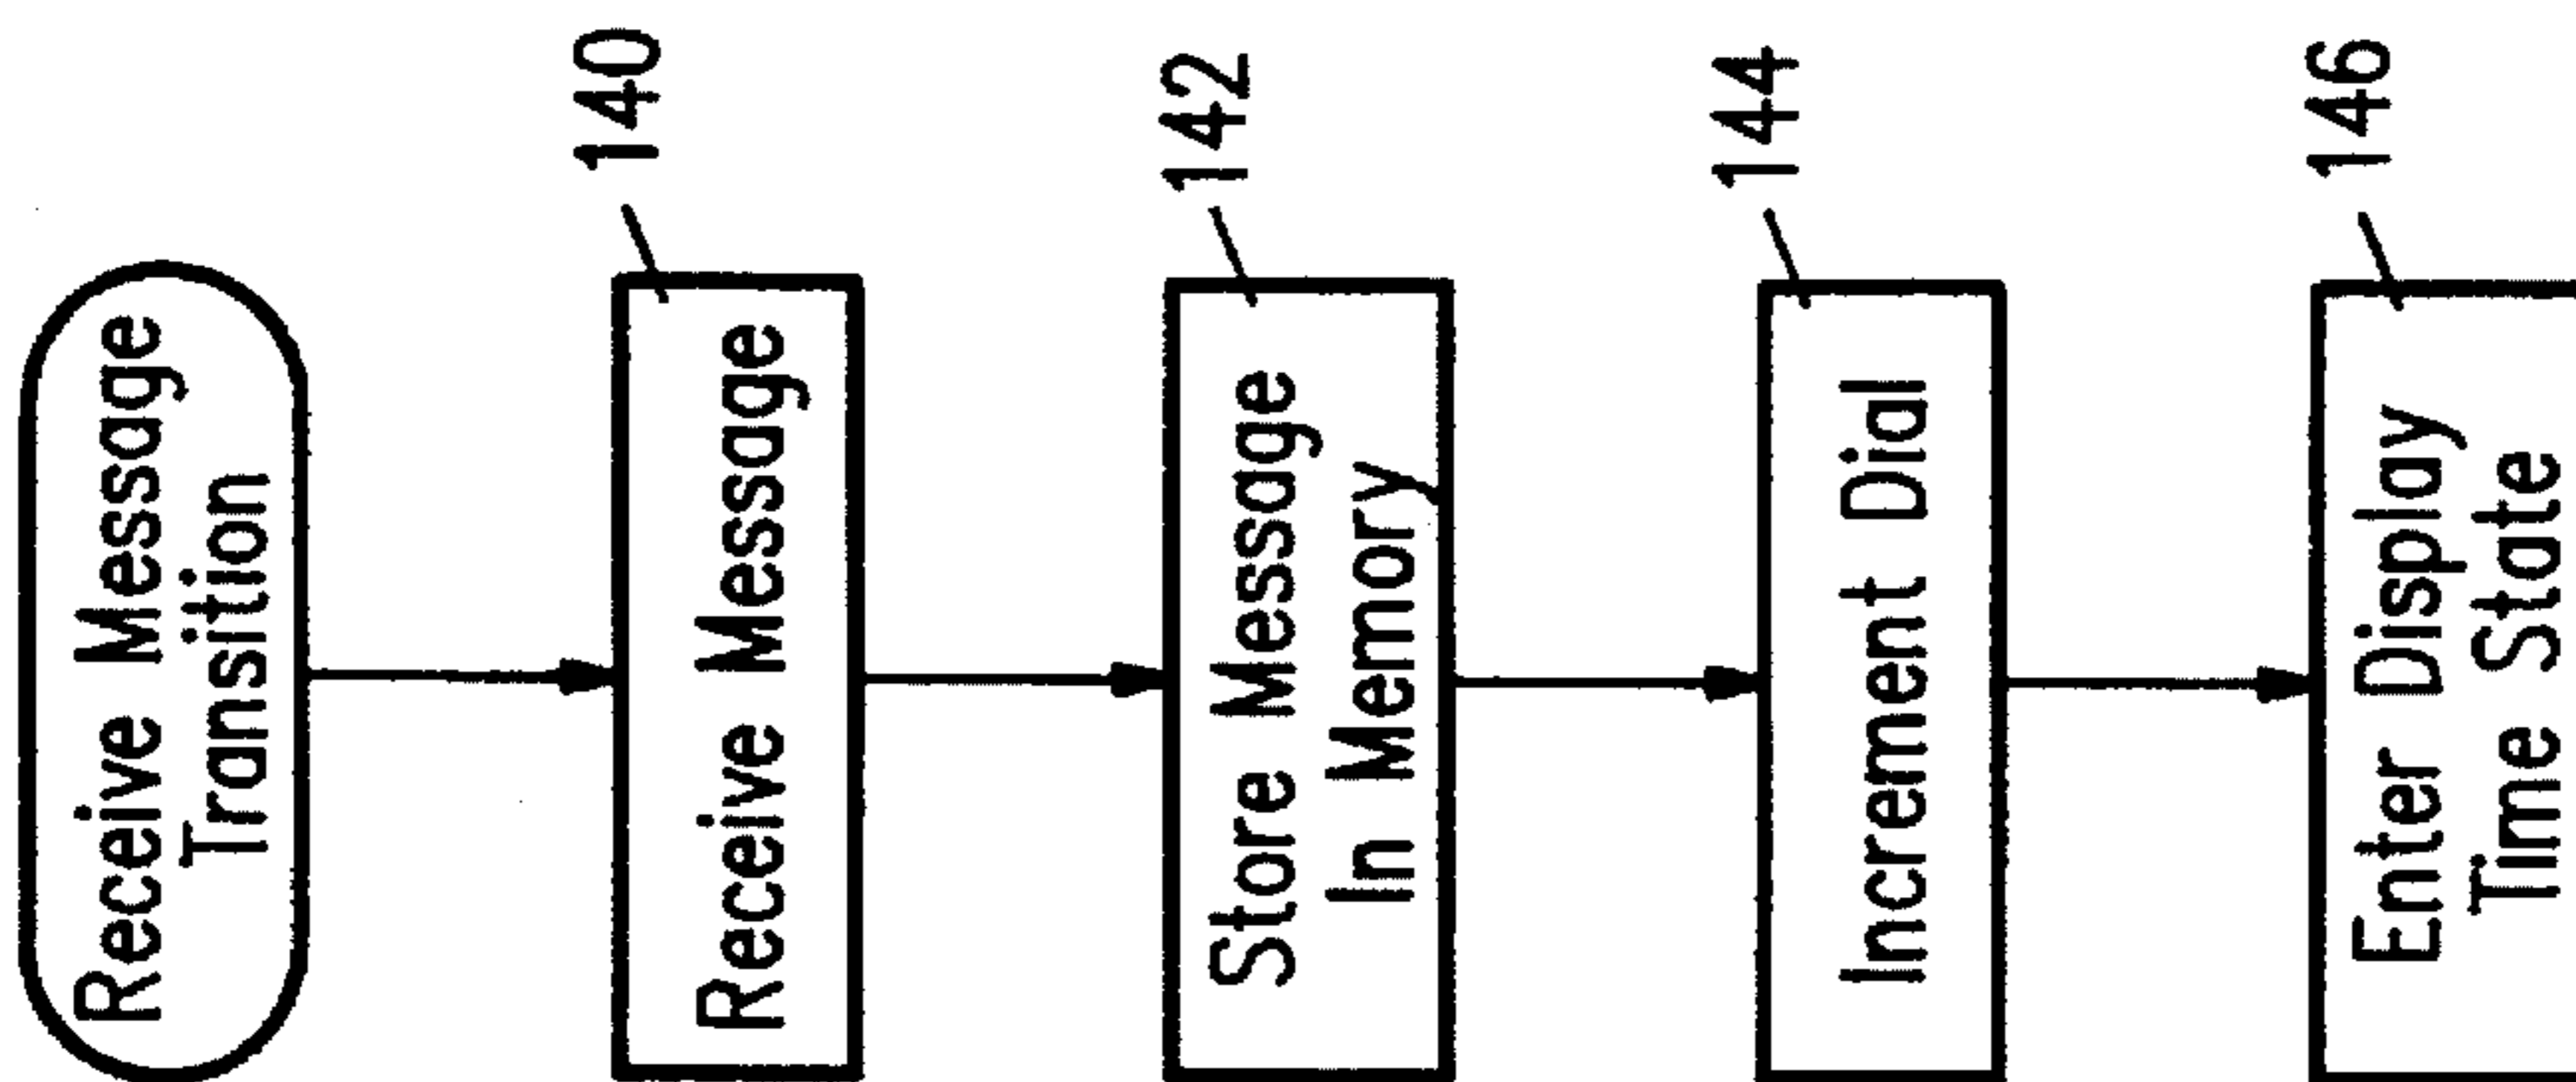 Receive Message
Transition
140
Receive Message
142
Store Message
In Memory
144
Increment Dial
146
Enter Display
Time State